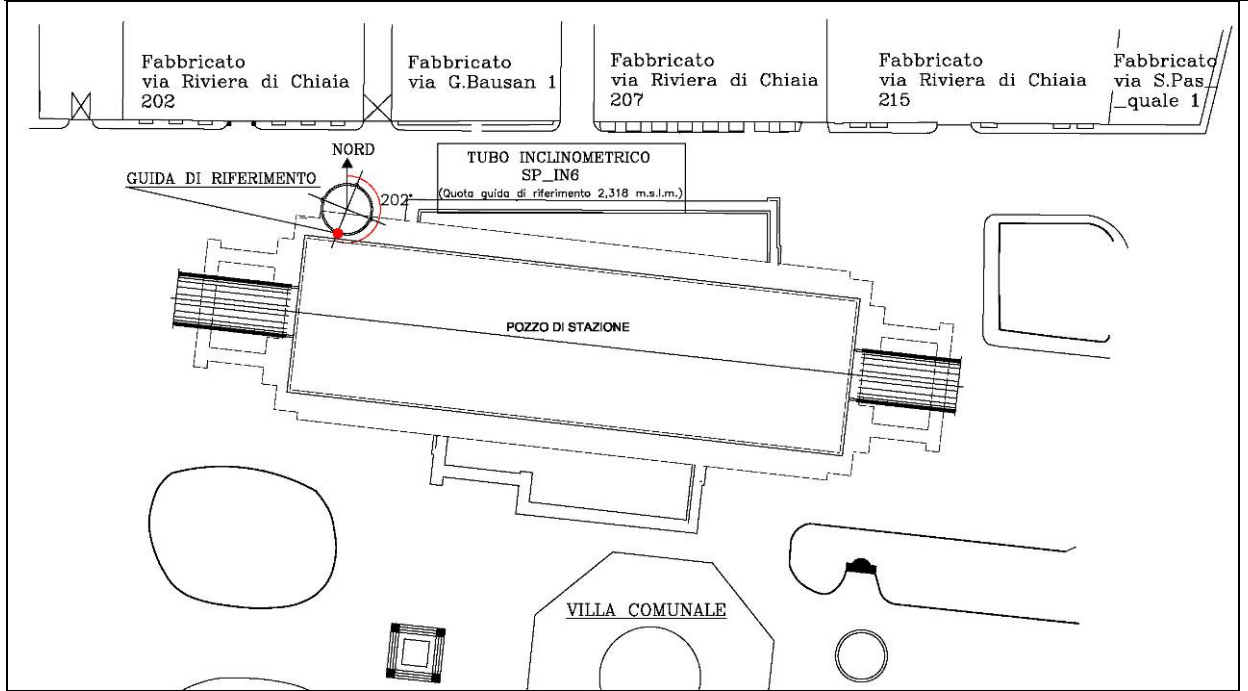 Fabbricato
via Riviera di Chiaia
202
Fabbricato
via G.Bausan 1
Fabbricato
via Riviera di Chiaia
207
Fabbricato
via Riviera di Chiaia
215
Fabbricato
via S.Pas_
_quale 1
NORD
GUIDA DI RIFERIMENTO
202°
TUBO INCLINOMETRICO
SP_IN6
(Quota guida di riferimento 2,318 m.s.l.m.)
POZZO DI STAZIONE
VILLA COMUNALE